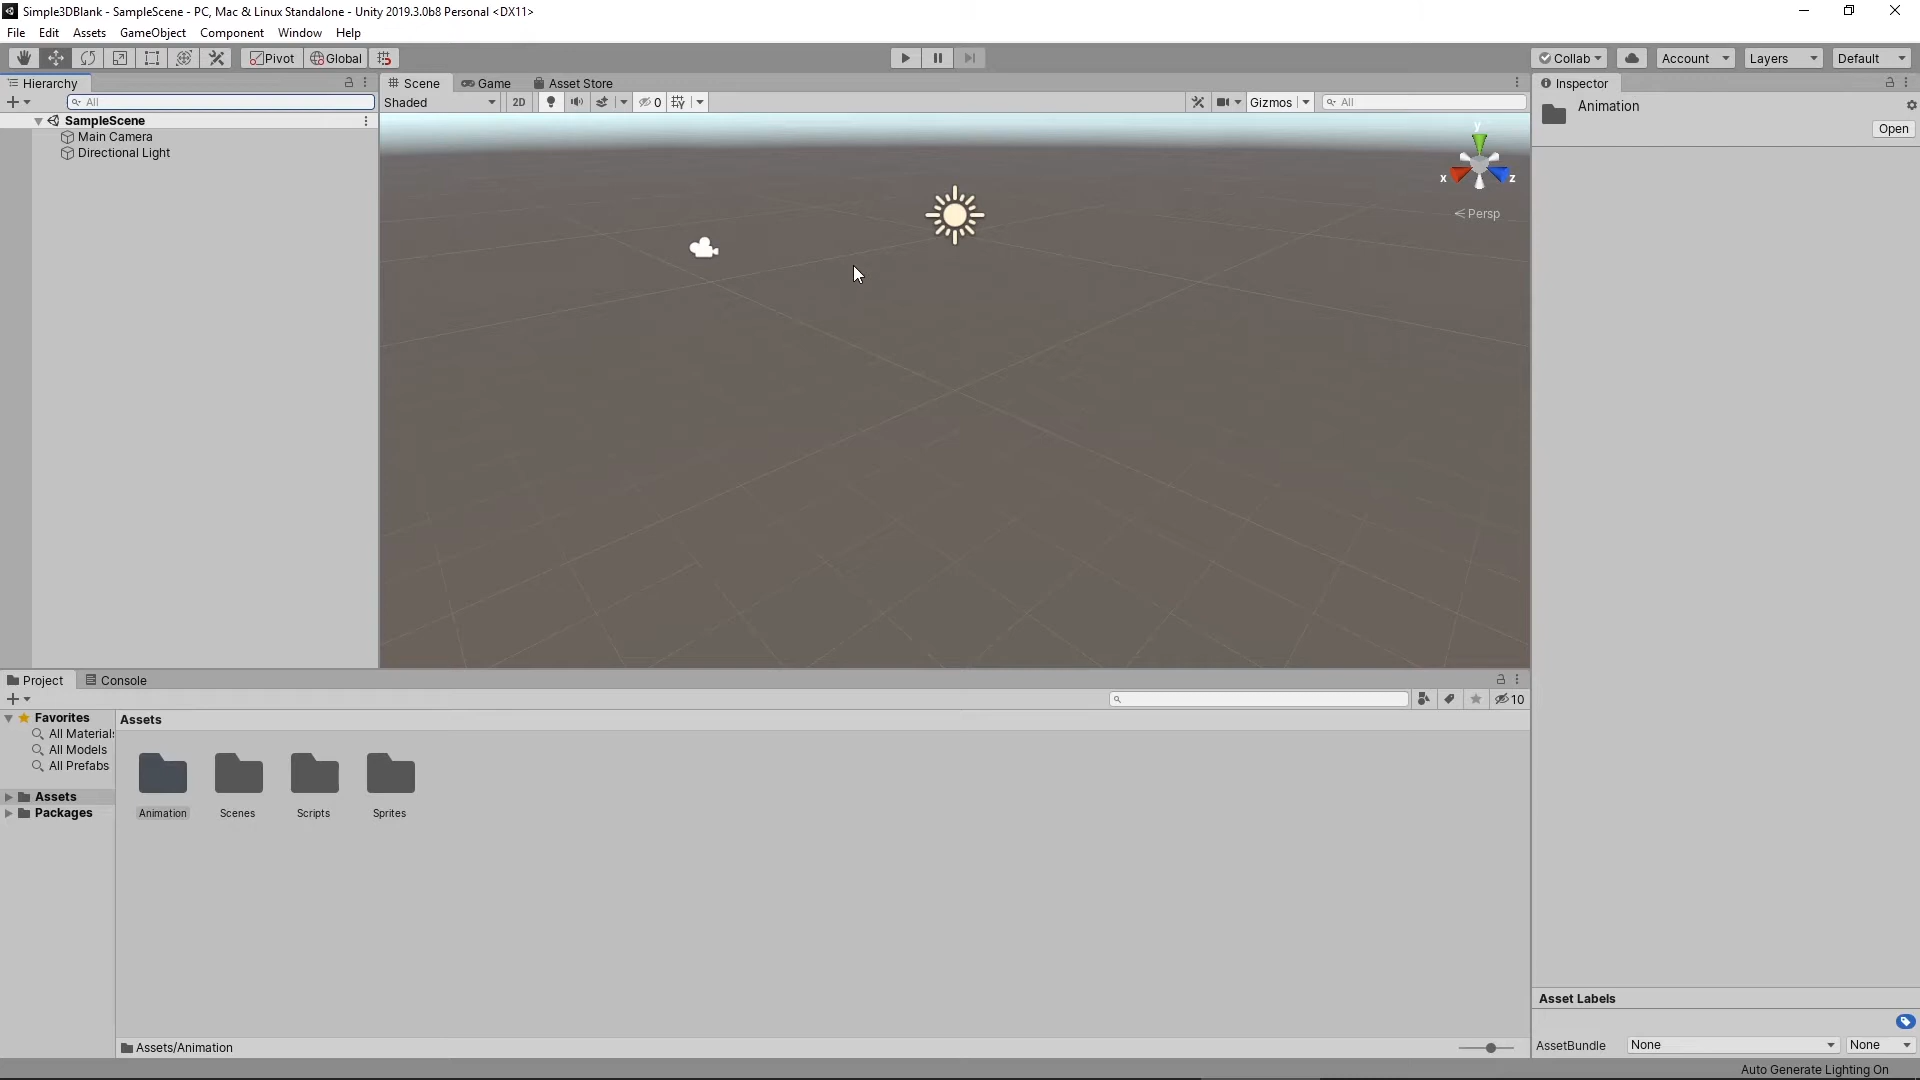 Simple3DBlank - SampleScene - PC, Mac & Linux Standalone - Unity 2019.3.0b8 Personal <DX11>
File Edit Assets GameObject Component Window Help
Pivot Global Collab Account Layers Default
Hierarchy Scene Game Asset Store Inspector
All Shaded 2D 0 Gizmos All
SampleScene
Main Camera
Directional Light
Animation
Open
y
x z
Persp
Project Console
10
Favorites
All Materials
All Models
All Prefabs
Assets
Packages
Assets
Animation Scenes Scripts Sprites
Assets/Animation
Asset Labels
AssetBundle None None
Auto Generate Lighting On